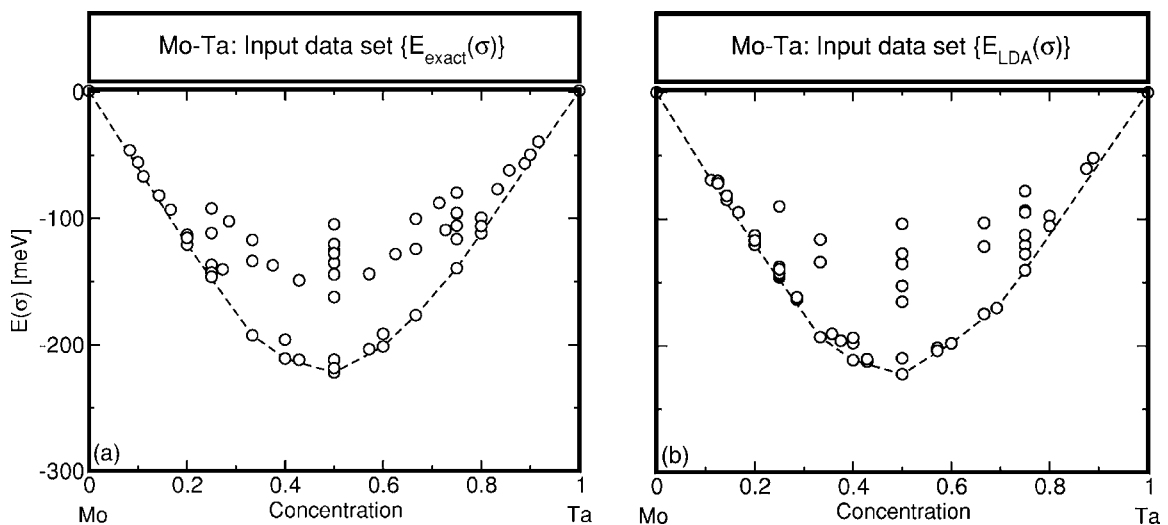 Mo-Ta: Input data set {E_exact(σ)}
0
-100
-200
-300
E(σ) [meV]
(a)
0 0.2 0.4 0.6 0.8 1
Concentration
Mo Ta
Mo-Ta: Input data set {E_LDA(σ)}
(b)
0 0.2 0.4 0.6 0.8 1
Concentration
Mo Ta